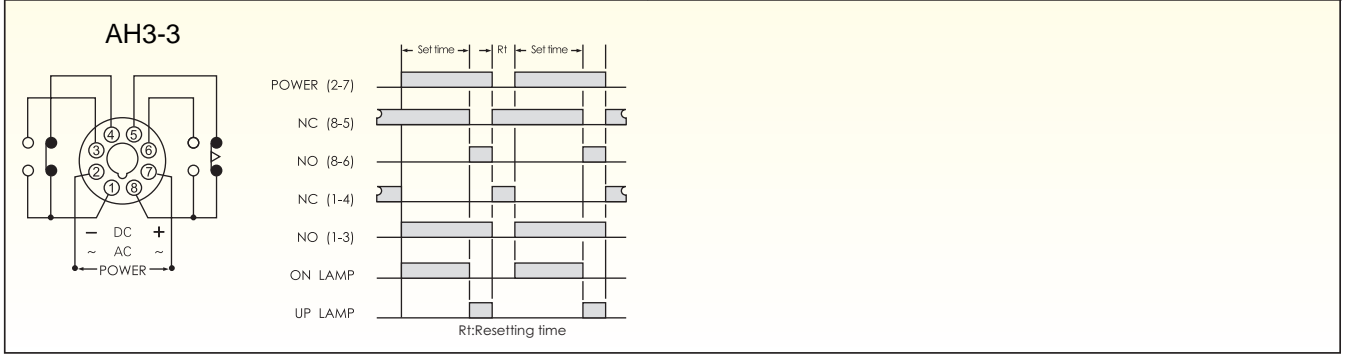 AH3-3
Set time Rt Set time
POWER (2-7)
NC (8-5)
NO (8-6)
NC (1-4)
NO (1-3)
ON LAMP
UP LAMP
Rt:Resetting time
4 5
3 6
2 7
1 8
− DC +
~ AC ~
POWER